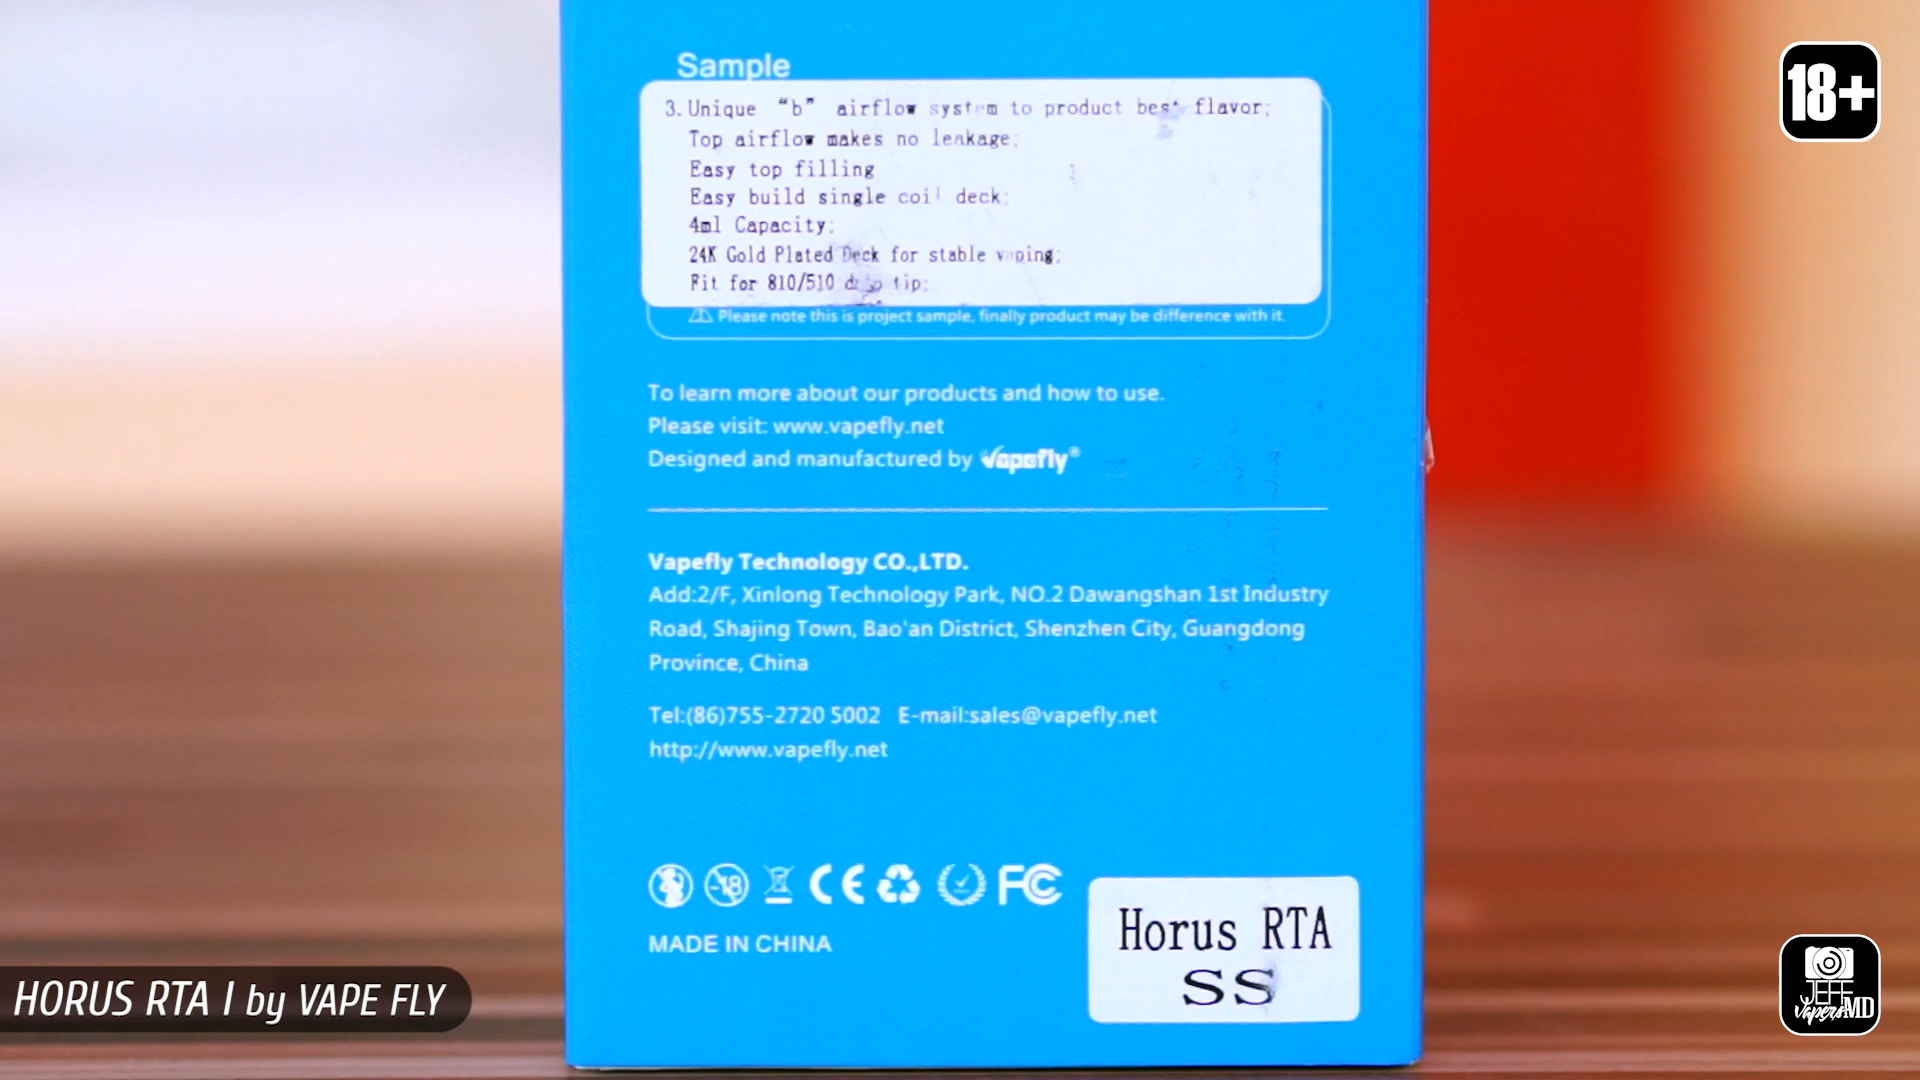 Sample
3. Unique "b" airflow system to product best flavor;
Top airflow makes no leakage;
Easy top filling
Easy build single coil deck;
4ml Capacity;
24K Gold Plated Deck for stable vaping;
Fit for 810/510 drip tip;
Please note this is project sample, finally product may be difference with it.
To learn more about our products and how to use.
Please visit: www.vapefly.net
Designed and manufactured by vapefly®
Vapefly Technology CO.,LTD.
Add:2/F, Xinlong Technology Park, NO.2 Dawangshan 1st Industry
Road, Shajing Town, Bao'an District, Shenzhen City, Guangdong
Province, China
Tel:(86)755-2720 5002 E-mail:sales@vapefly.net
http://www.vapefly.net
-18 CE FC
MADE IN CHINA
Horus RTA
SS
18+
HORUS RTA I by VAPE FLY
JEFF
VapersMD